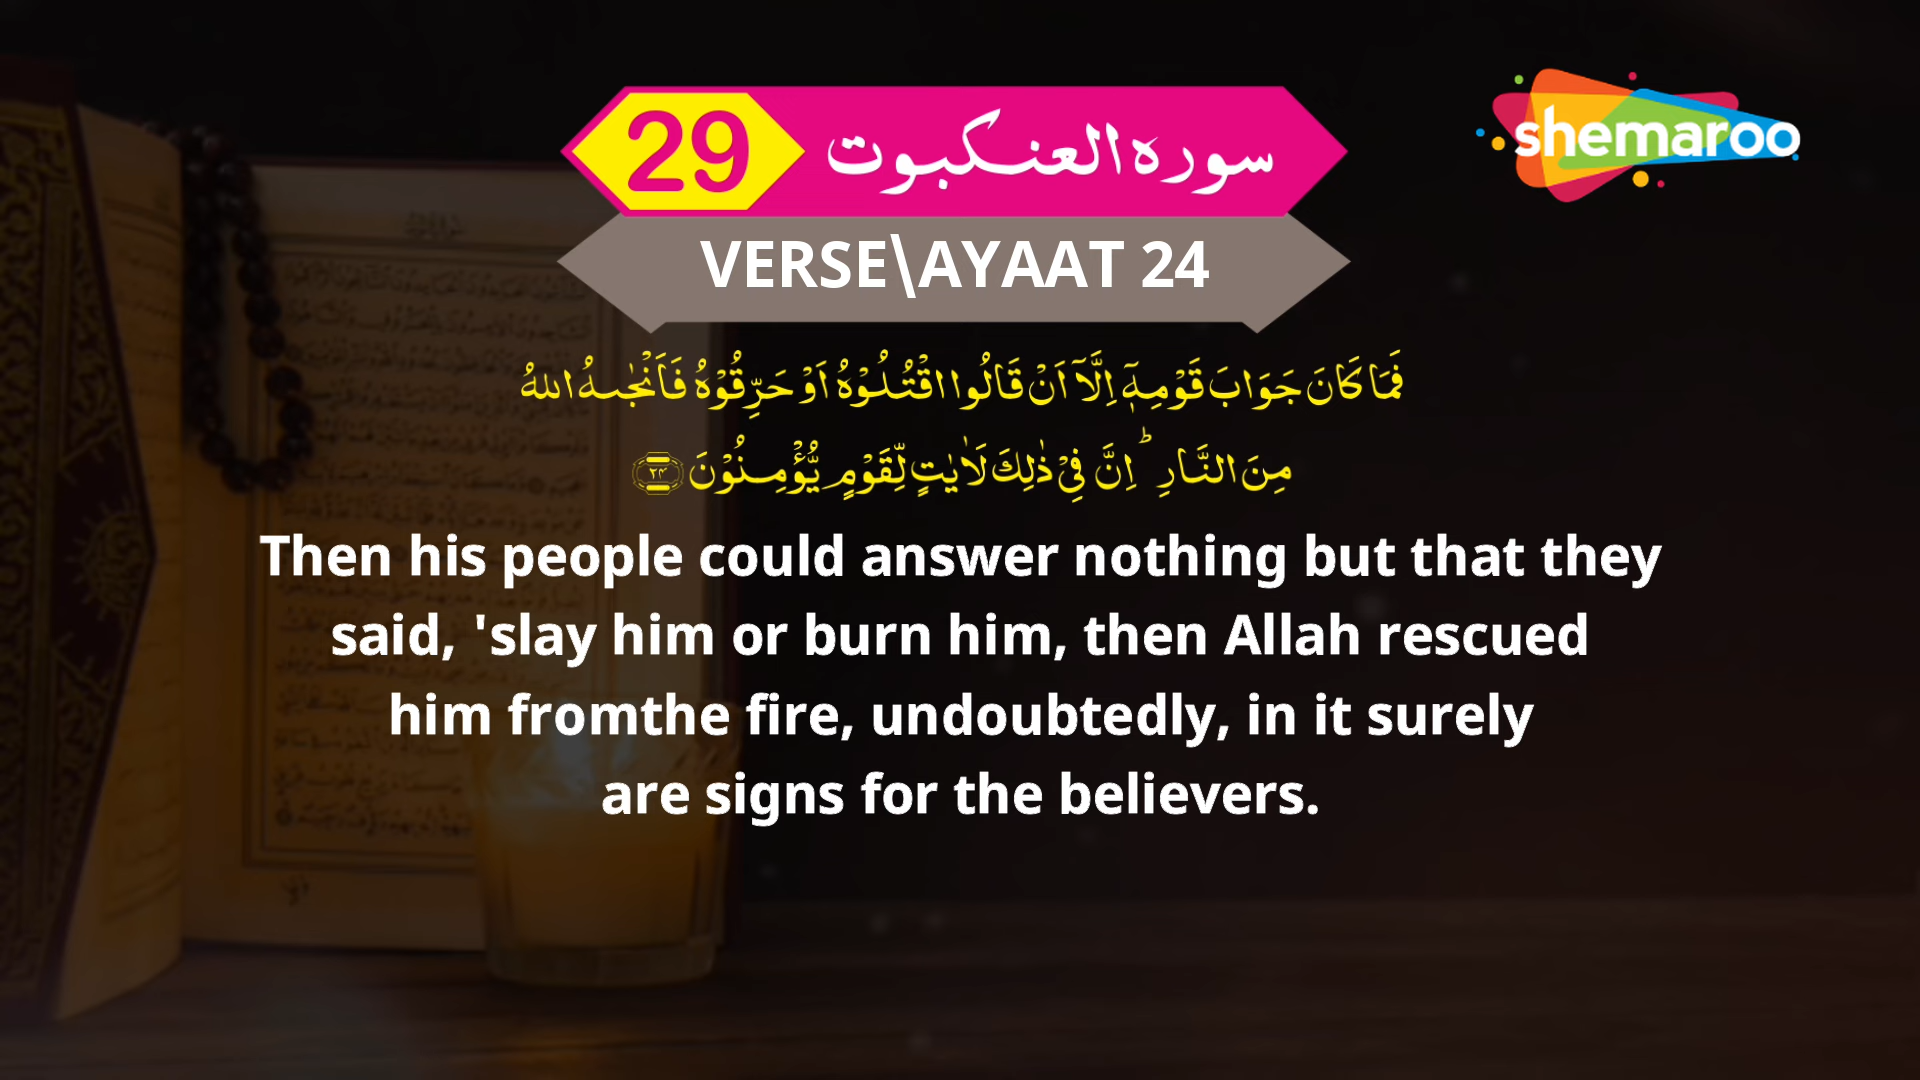 29 سوره العنكبوت
shemaroo
VERSE\AYAAT 24
فَمَا كَانَ جَوَابَ قَوْمِهٖۤ اِلَّاۤ اَنْ قَالُوا اقْتُلُوْهُ اَوْ حَرِّقُوْهُ فَاَنْجٰىهُ اللهُ
مِنَ النَّارِ ؕ اِنَّ فِیْ ذٰلِكَ لَاٰیٰتٍ لِّقَوْمٍ یُّؤْمِنُوْنَ ۲۴
Then his people could answer nothing but that they
said, 'slay him or burn him, then Allah rescued
him fromthe fire, undoubtedly, in it surely
are signs for the believers.